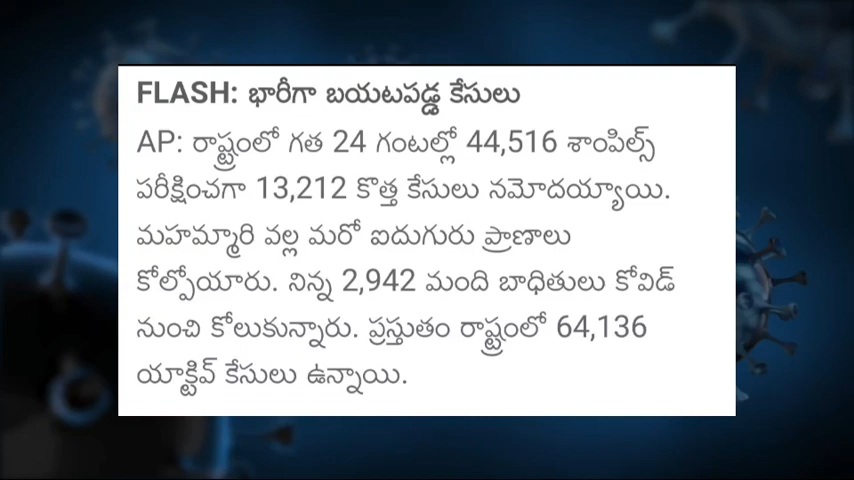 FLASH: భారీగా బయటపడ్డ కేసులు
AP: రాష్ట్రంలో గత 24 గంటల్లో 44,516 శాంపిల్స్
పరీక్షించగా 13,212 కొత్త కేసులు నమోదయ్యాయి.
మహమ్మారి వల్ల మరో ఐదుగురు ప్రాణాలు
కోల్పోయారు. నిన్న 2,942 మంది బాధితులు కోవిడ్
నుంచి కోలుకున్నారు. ప్రస్తుతం రాష్ట్రంలో 64,136
యాక్టివ్ కేసులు ఉన్నాయి.